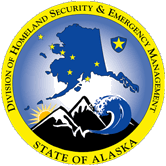 DIVISION OF HOMELAND SECURITY & EMERGENCY MANAGEMENT
STATE OF ALASKA